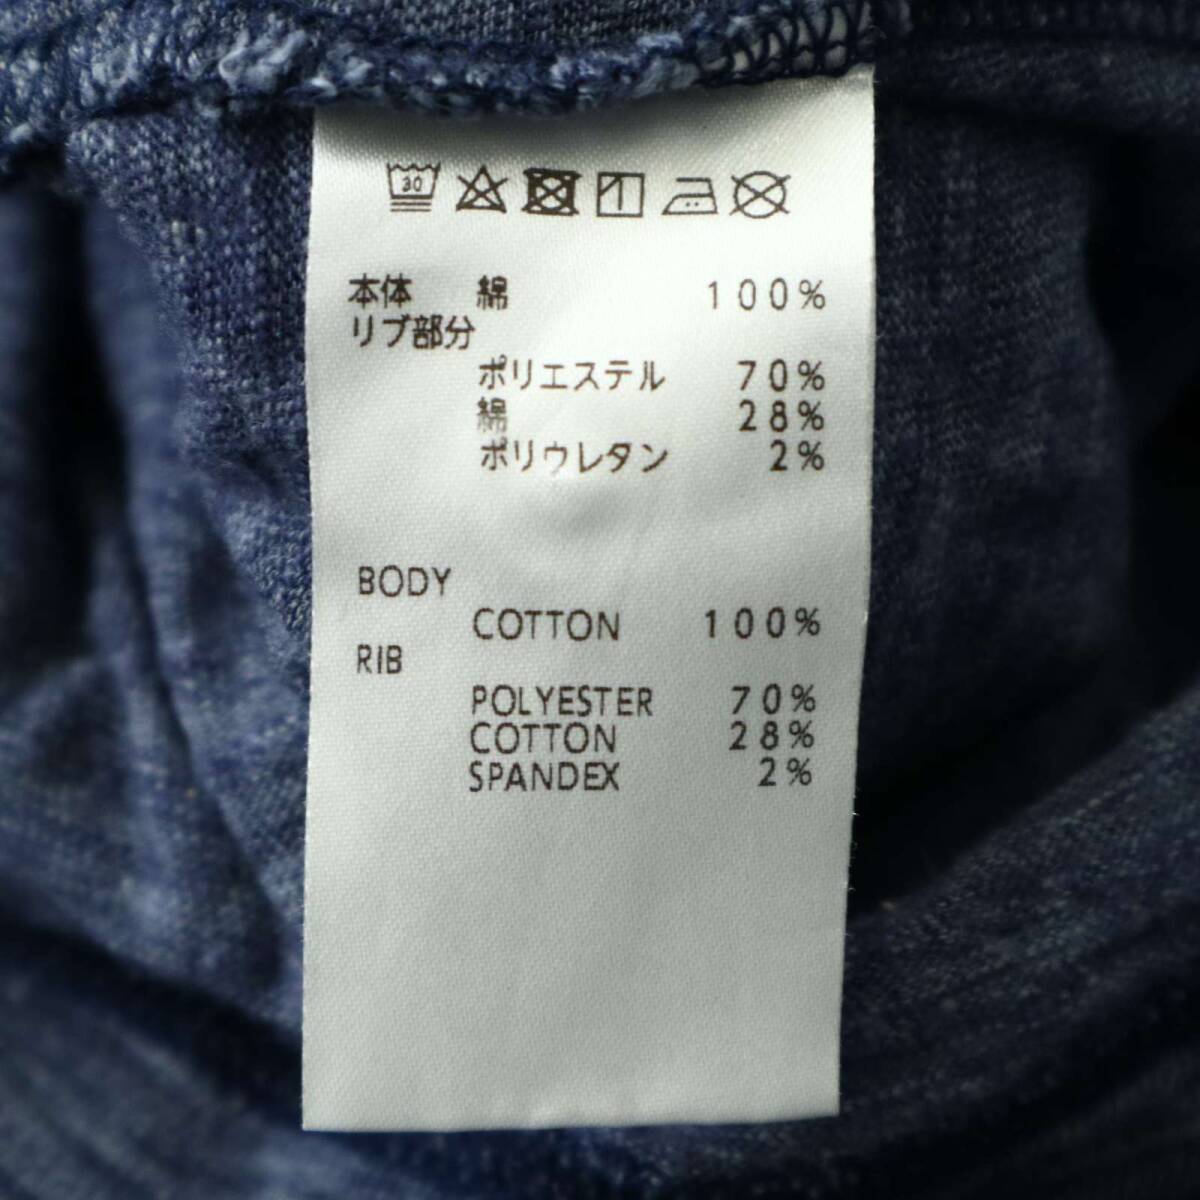 30
本体 綿 100%
リブ部分
ポリエステル 70%
綿 28%
ポリウレタン 2%
BODY
COTTON 100%
RIB
POLYESTER 70%
COTTON 28%
SPANDEX 2%